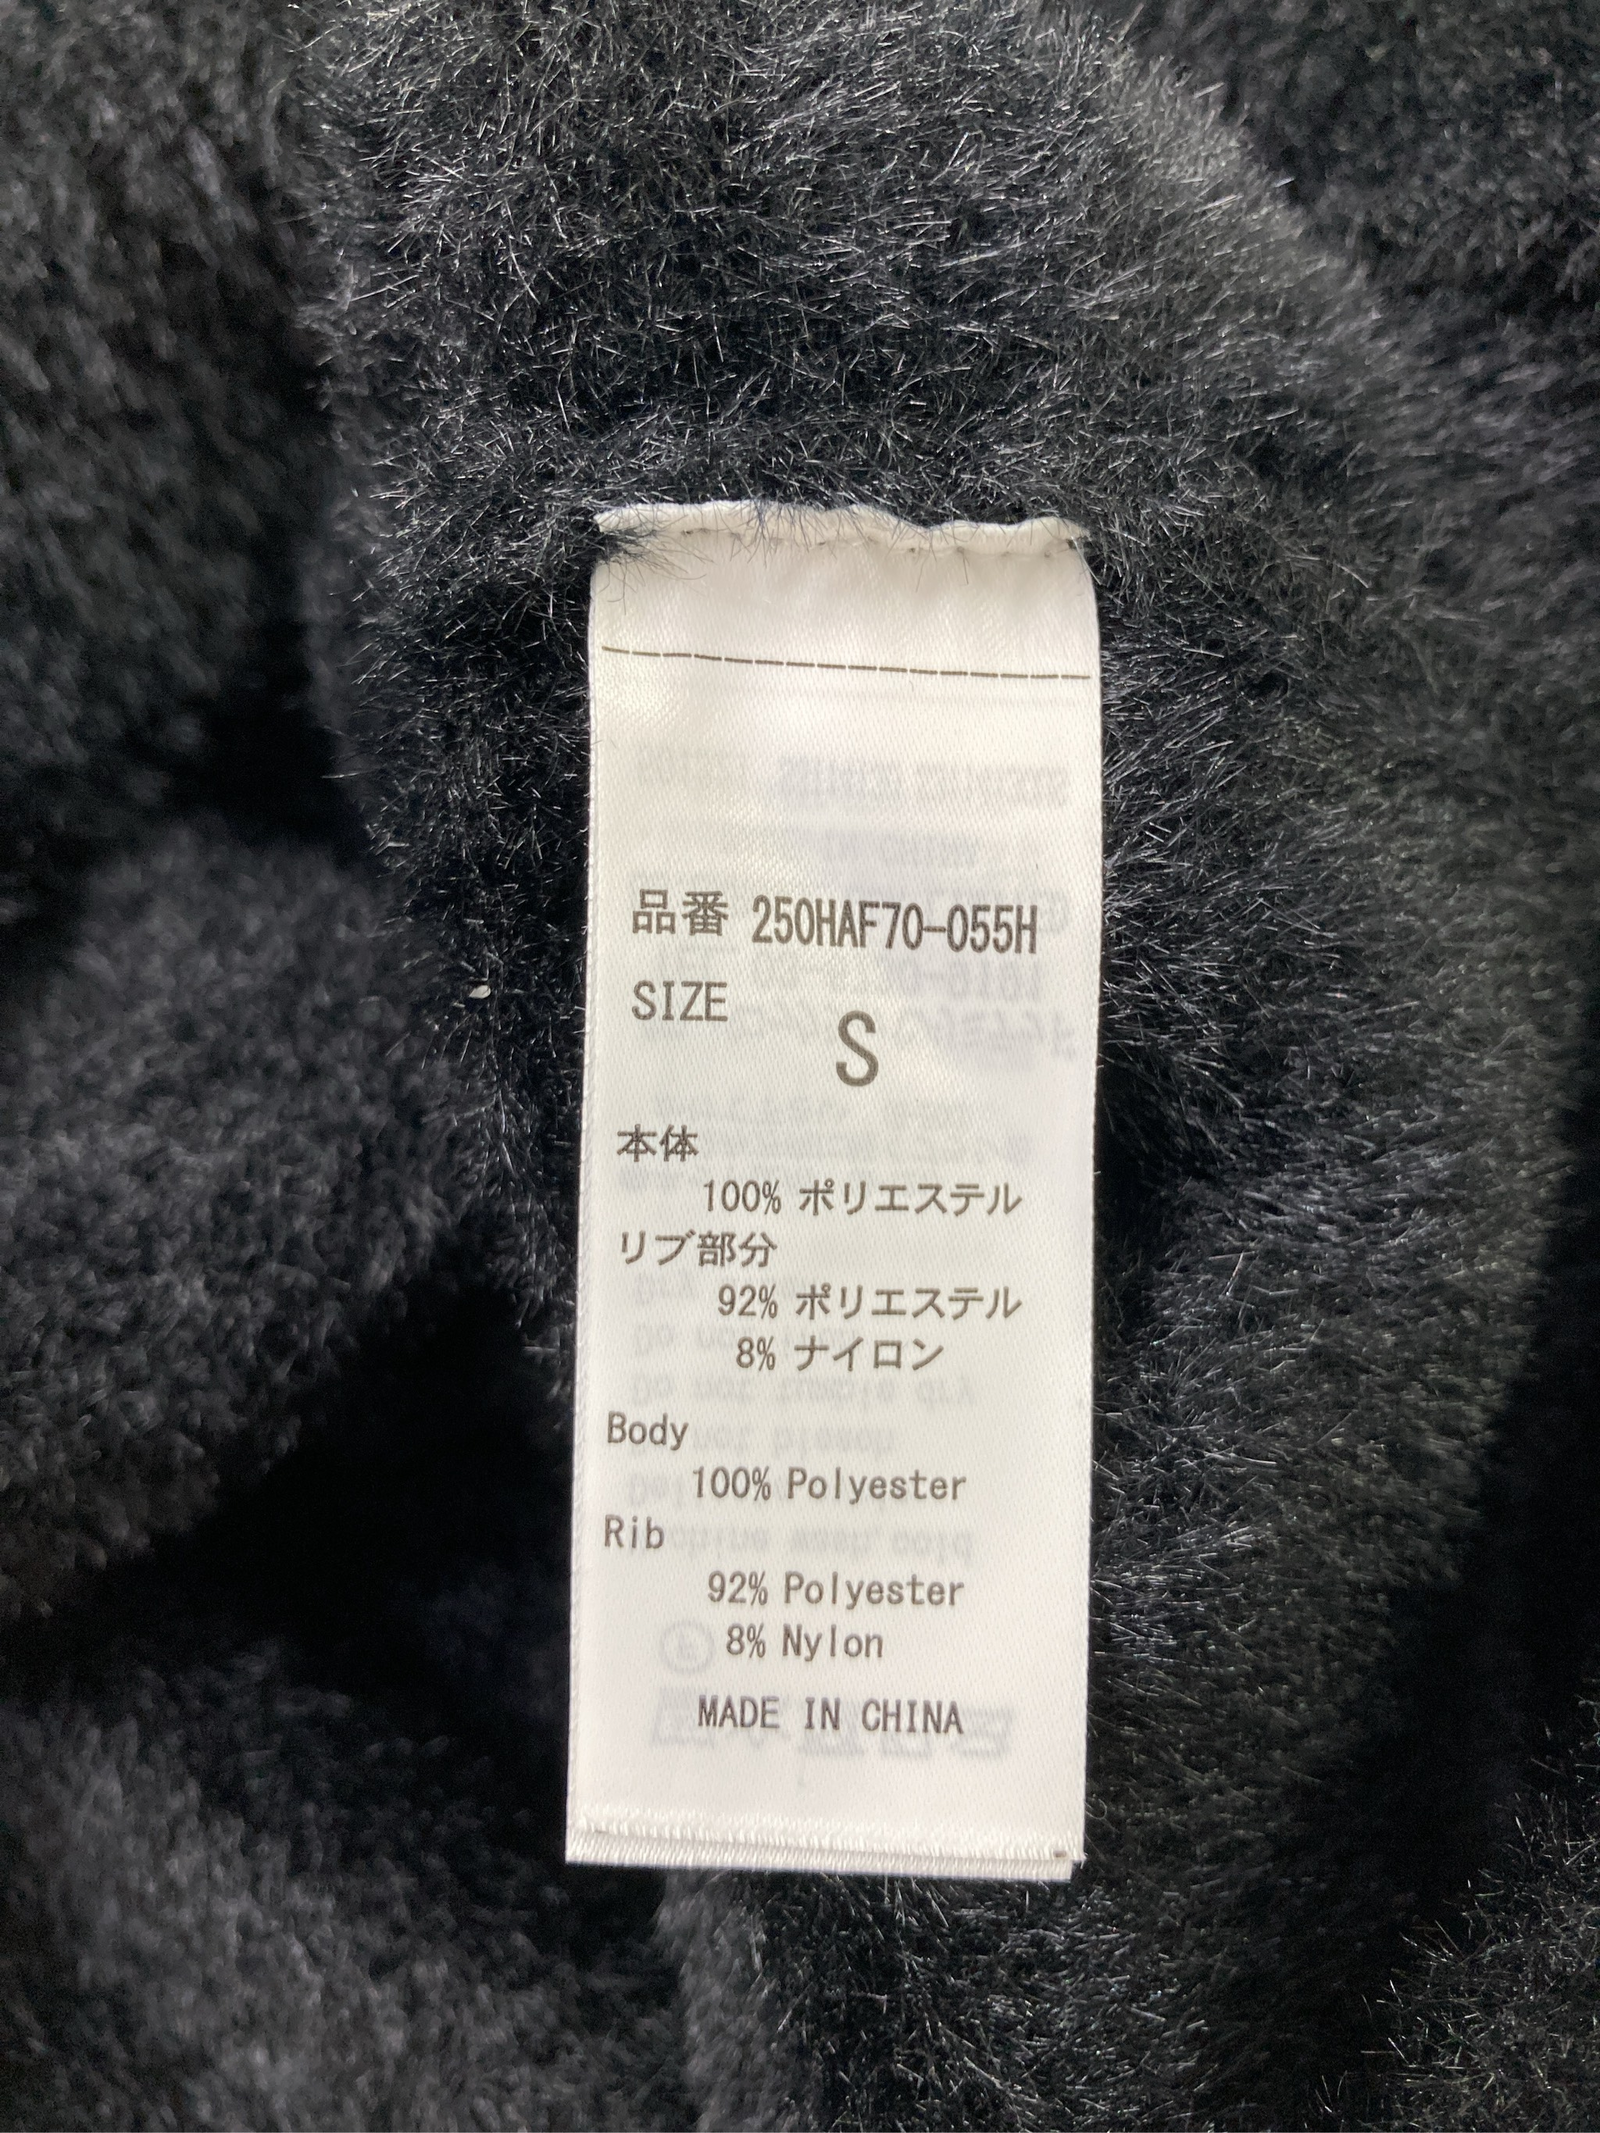 品番 250HAF70-055H
SIZE
S
本体
100% ポリエステル
リブ部分
92% ポリエステル
8% ナイロン
Body
100% Polyester
Rib
92% Polyester
8% Nylon
MADE IN CHINA